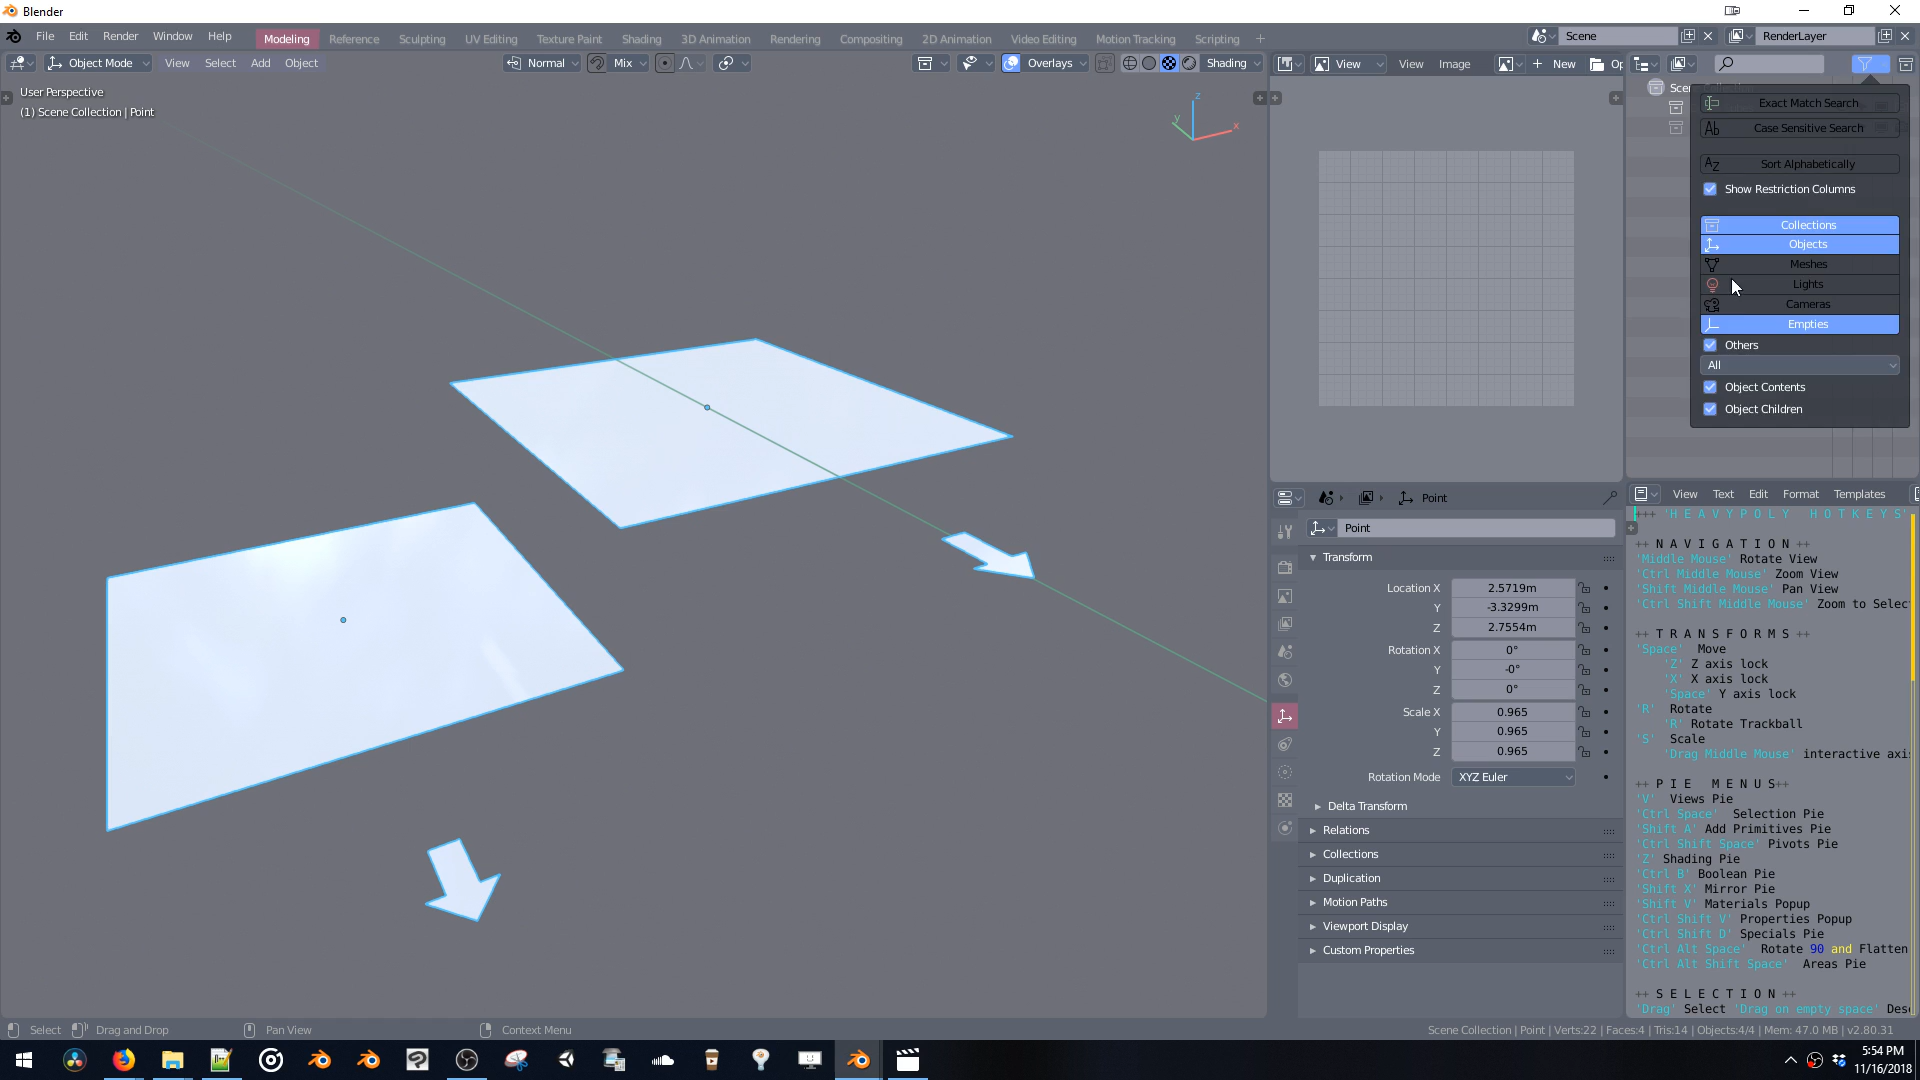 Blender
File Edit Render Window Help
Modeling Reference Sculpting UV Editing Texture Paint Shading 3D Animation Rendering Compositing 2D Animation Video Editing Motion Tracking Scripting +
Scene
RenderLayer
Object Mode View Select Add Object
Normal Mix
Overlays
Shading
View View Image
New
User Perspective
(1) Scene Collection | Point
z
y
x
Exact Match Search
Ab Case Sensitive Search
AZ Sort Alphabetically
Show Restriction Columns
Collections
Objects
Meshes
Lights
Cameras
Empties
Others
All
Object Contents
Object Children
Point
Point
Transform
Location X 2.5719m
Y -3.3299m
Z 2.7554m
Rotation X 0°
Y -0°
Z 0°
Scale X 0.965
Y 0.965
Z 0.965
Rotation Mode XYZ Euler
Delta Transform
Relations
Collections
Duplication
Motion Paths
Viewport Display
Custom Properties
View Text Edit Format Templates
+++ 'H E A V Y P O L Y   H O T K E Y S'
++ N A V I G A T I O N ++
'Middle Mouse' Rotate View
'Ctrl Middle Mouse' Zoom View
'Shift Middle Mouse' Pan View
'Ctrl Shift Middle Mouse' Zoom to Selec
++ T R A N S F O R M S ++
'Space' Move
'Z' Z axis lock
'X' X axis lock
'Space' Y axis lock
'R' Rotate
'R' Rotate Trackball
'S' Scale
'Drag Middle Mouse' interactive axi
++ P I E   M E N U S++
'V' Views Pie
'Ctrl Space' Selection Pie
'Shift A' Add Primitives Pie
'Ctrl Shift Space' Pivots Pie
'Z' Shading Pie
'Ctrl B' Boolean Pie
'Shift X' Mirror Pie
'Shift V' Materials Popup
'Ctrl Shift V' Properties Popup
'Ctrl Shift D' Specials Pie
'Ctrl Alt Space' Rotate 90 and Flatten
'Ctrl Alt Shift Space' Areas Pie
++ S E L E C T I O N ++
'Drag' Select 'Drag on empty space' Des
Select Drag and Drop Pan View Context Menu
Scene Collection | Point | Verts:22 | Faces:4 | Tris:14 | Objects:4/4 | Mem: 47.0 MB | v2.80.31
5:54 PM
11/16/2018